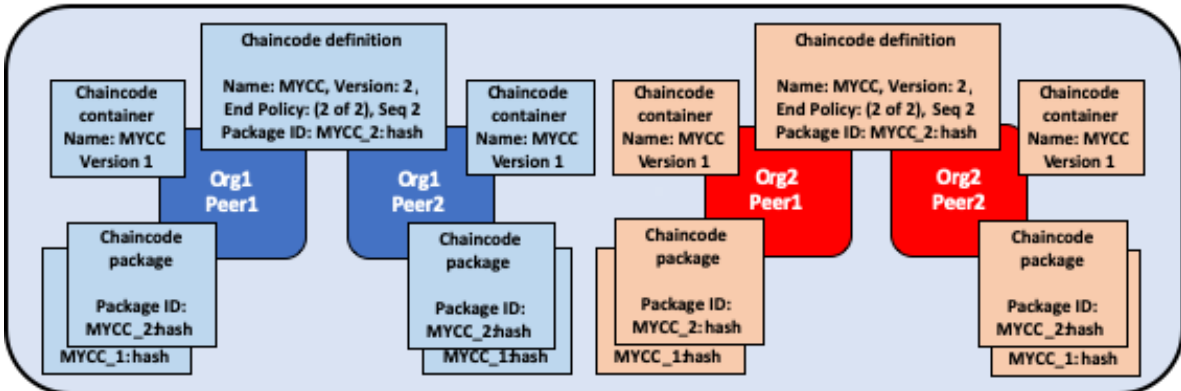 Chaincode definition
Name: MYCC, Version: 2,
End Policy: (2 of 2), Seq 2
Package ID: MYCC_2:hash
Chaincode
container
Name: MYCC
Version 1
Chaincode
container
Name: MYCC
Version 1
Org1
Peer1
Org1
Peer2
Chaincode
package
Package ID:
MYCC_2:hash
MYCC_1:hash
Chaincode
package
Package ID:
MYCC_2:hash
MYCC_1:hash
Chaincode definition
Name: MYCC, Version: 2,
End Policy: (2 of 2), Seq 2
Package ID: MYCC_2:hash
Chaincode
container
Name: MYCC
Version 1
Chaincode
container
Name: MYCC
Version 1
Org2
Peer1
Org2
Peer2
Chaincode
package
Package ID:
MYCC_2:hash
MYCC_1:hash
Chaincode
package
Package ID:
MYCC_2:hash
MYCC_1:hash